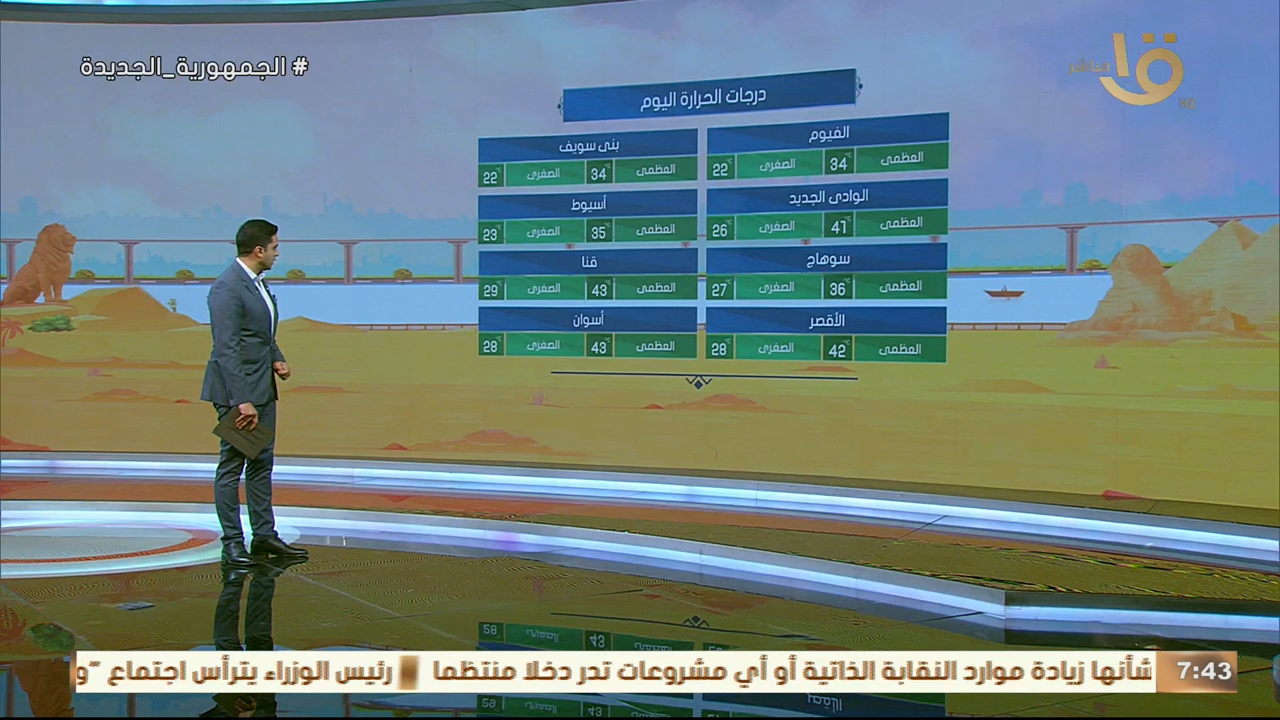 #الجمهورية_الجديدة
مباشر
HD
درجات الحرارة اليوم
الفيوم
العظمى 34°C الصغرى 22°C
بنى سويف
العظمى 34°C الصغرى 22°C
الوادى الجديد
العظمى 41°C الصغرى 26°C
أسيوط
العظمى 35°C الصغرى 23°C
سوهاج
العظمى 36°C الصغرى 27°C
قنا
العظمى 43°C الصغرى 29°C
الأقصر
العظمى 42°C الصغرى 28°C
أسوان
العظمى 43°C الصغرى 28°C
7:43
شأنها زيادة موارد النقابة الذاتية أو أي مشروعات تدر دخلا منتظما رئيس الوزراء يترأس اجتماع "و